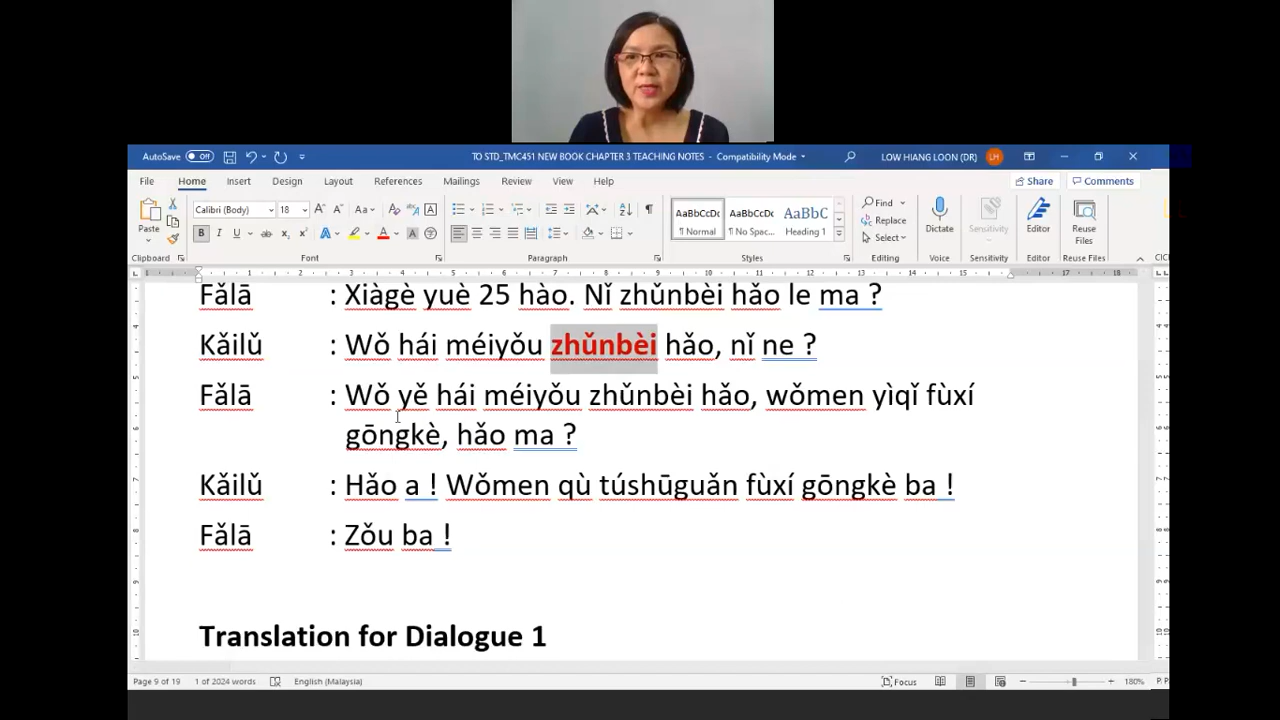 AutoSave Off
TO STD_TMC451 NEW BOOK CHAPTER 3 TEACHING NOTES - Compatibility Mode
LOW HIANG LOON (DR) LH
File Home Insert Design Layout References Mailings Review View Help Share Comments
Calibri (Body) 18
Paste
AaBbCcDc AaBbCcDc AaBbC
¶ Normal ¶ No Spac... Heading 1
Find
Replace
Select
Dictate Sensitivity Editor Reuse Files
Clipboard Font Paragraph Styles Editing Voice Sensitivity Editor Reuse Files
Fǎlā : Xiàgè yuè 25 hào. Nǐ zhǔnbèi hǎo le ma ?
Kǎilǔ : Wǒ hái méiyǒu zhǔnbèi hǎo, nǐ ne ?
Fǎlā : Wǒ yě hái méiyǒu zhǔnbèi hǎo, wǒmen yìqǐ fùxí
gōngkè, hǎo ma ?
Kǎilǔ : Hǎo a ! Wǒmen qù túshūguǎn fùxí gōngkè ba !
Fǎlā : Zǒu ba !
Translation for Dialogue 1
Page 9 of 19 1 of 2024 words English (Malaysia) Focus 180%